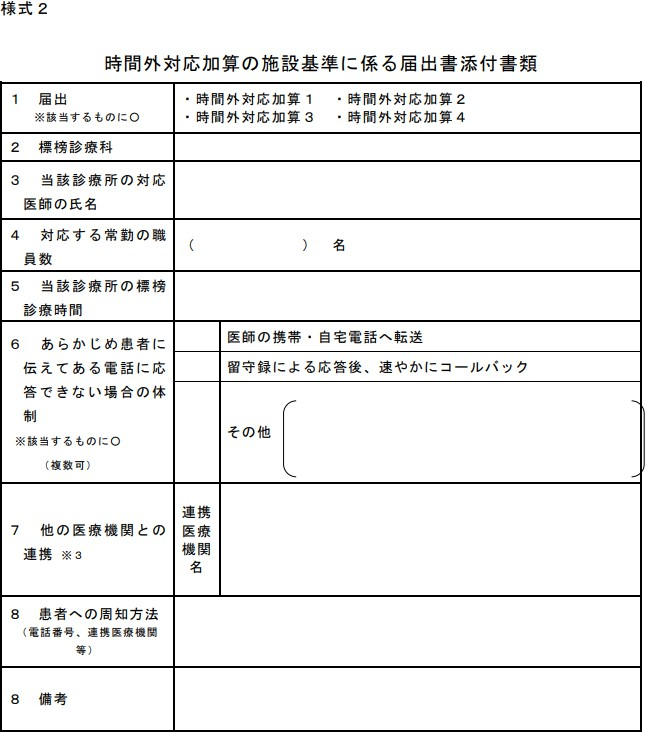 様式２
時間外対応加算の施設基準に係る届出書添付書類
１　届出
※該当するものに〇
・時間外対応加算１　・時間外対応加算２
・時間外対応加算３　・時間外対応加算４
２　標榜診療科
３　当該診療所の対応
医師の氏名
４　対応する常勤の職
員数
（　　　　　　　）　名
５　当該診療所の標榜
診療時間
６　あらかじめ患者に
伝えてある電話に応
答できない場合の体
制
※該当するものに〇
（複数可）
医師の携帯・自宅電話へ転送
留守録による応答後、速やかにコールバック
その他
７　他の医療機関との
連携　※３
連携
医療
機関
名
８　患者への周知方法
（電話番号、連携医療機関
等）
８　備考